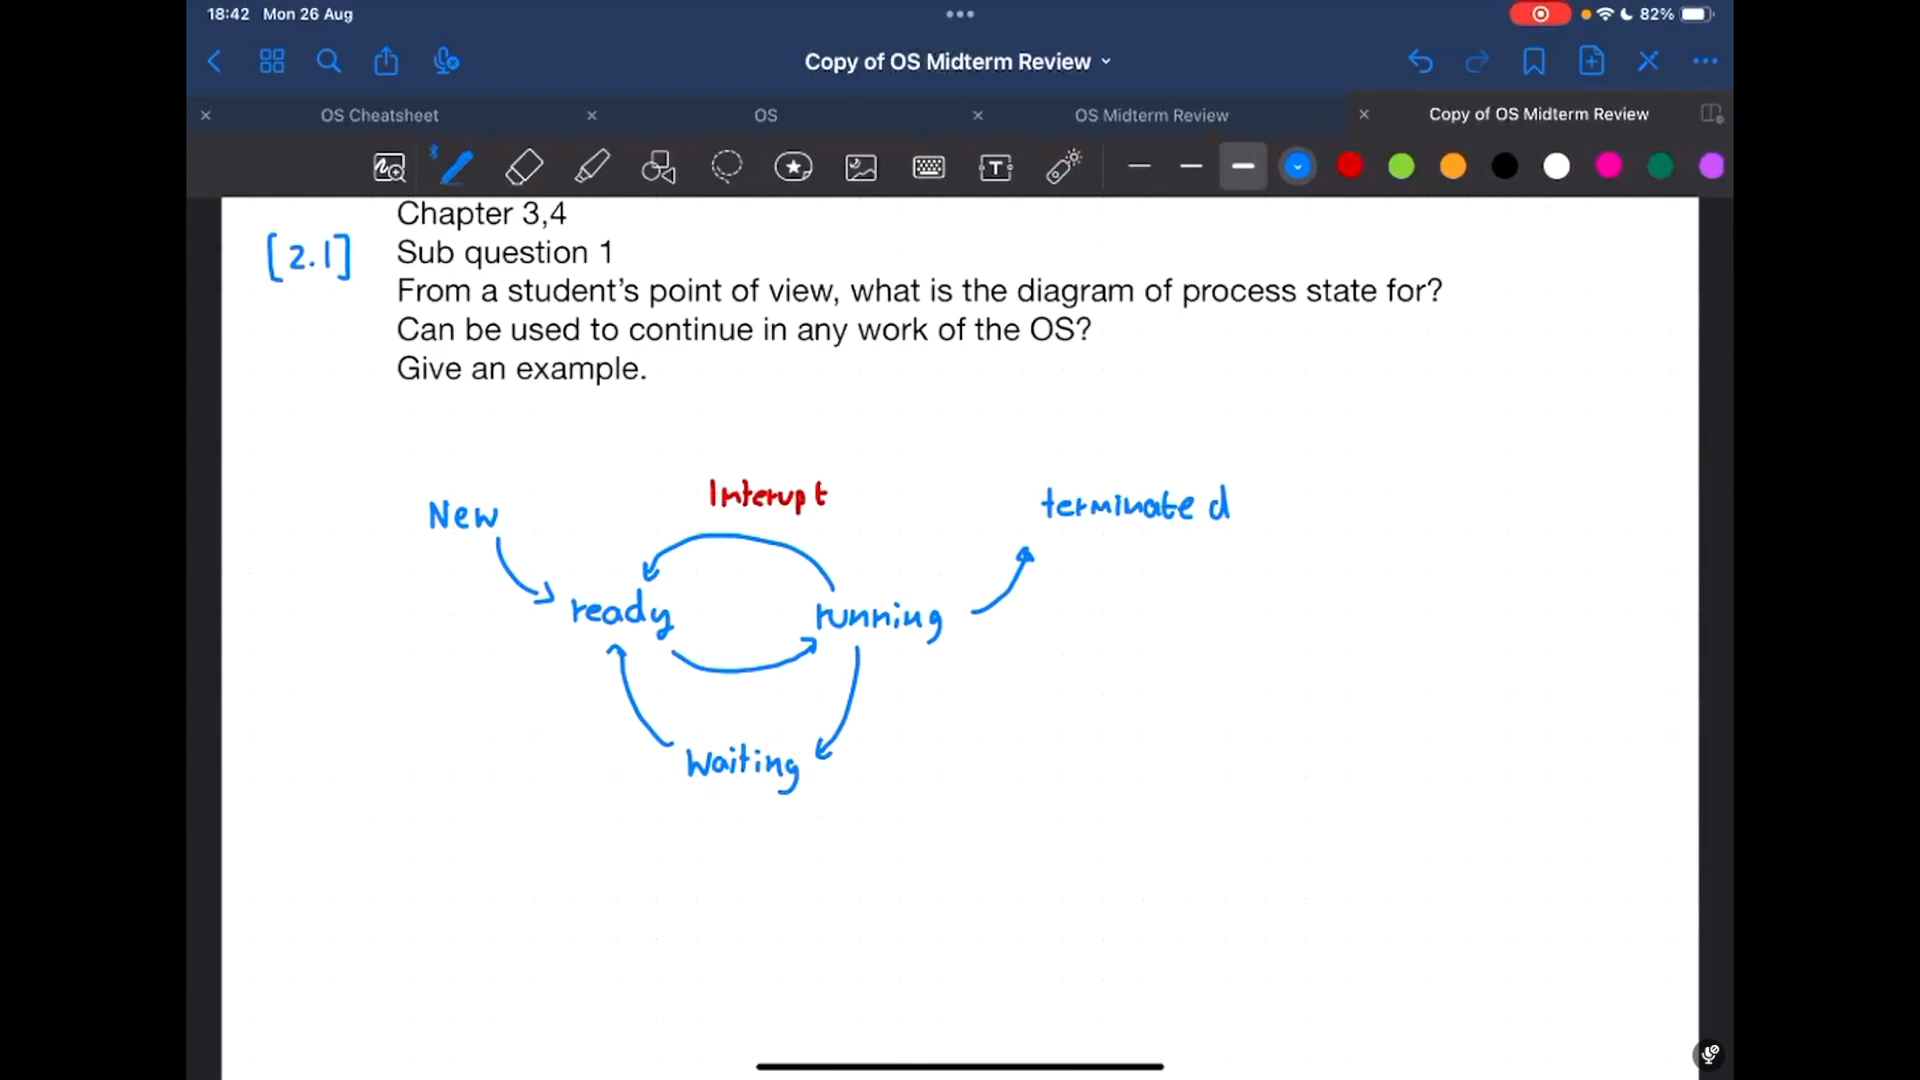 18:42 Mon 26 Aug
82%
Copy of OS Midterm Review
OS Cheatsheet
OS
OS Midterm Review
Copy of OS Midterm Review
T
Chapter 3,4
[2.1]
Sub question 1
From a student’s point of view, what is the diagram of process state for?
Can be used to continue in any work of the OS?
Give an example.
Interupt
New
terminated
ready
running
Waiting